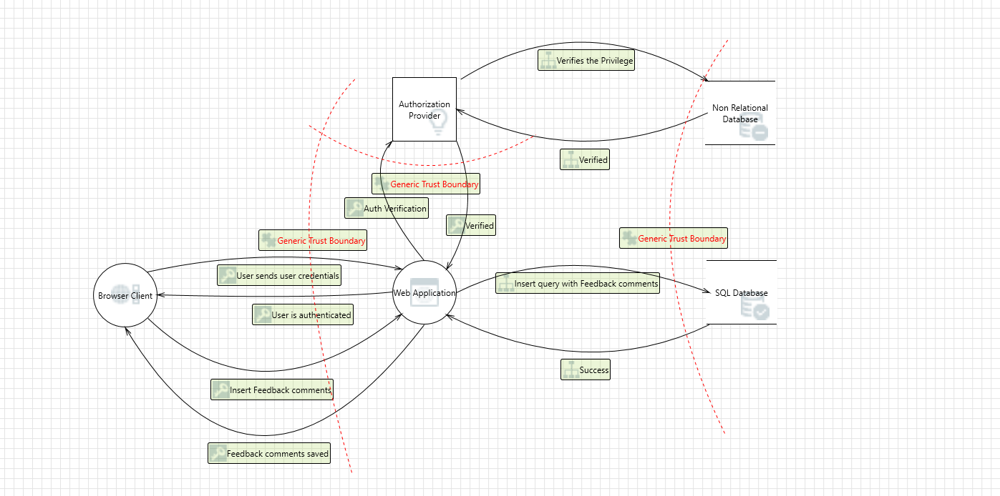 Verifies the Privilege
Authorization
Provider
Non Relational
Database
Verified
Generic Trust Boundary
Auth Verification
Verified
Generic Trust Boundary
Generic Trust Boundary
User sends user credentials
Insert query with Feedback comments
Browser Client
Web Application
SQL Database
User is authenticated
Success
Insert Feedback comments
Feedback comments saved